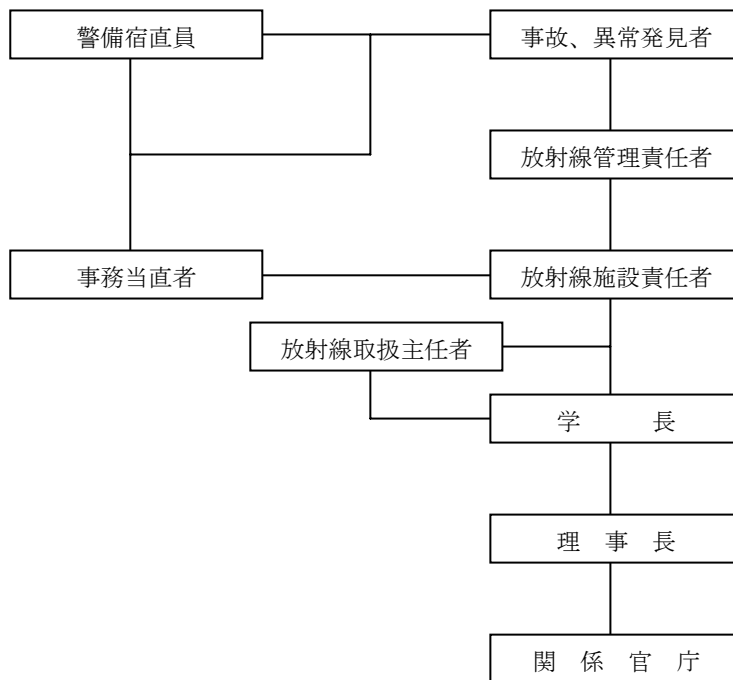 警備宿直員
事故、異常発見者
放射線管理責任者
事務当直者
放射線施設責任者
放射線取扱主任者
学　　長
理　事　長
関　係　官　庁